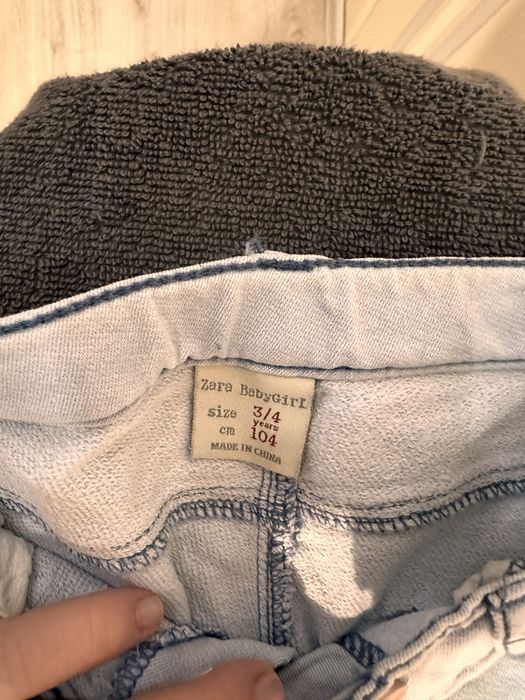 Zara BabyGirl
size 3/4
years
cm 104
MADE IN CHINA